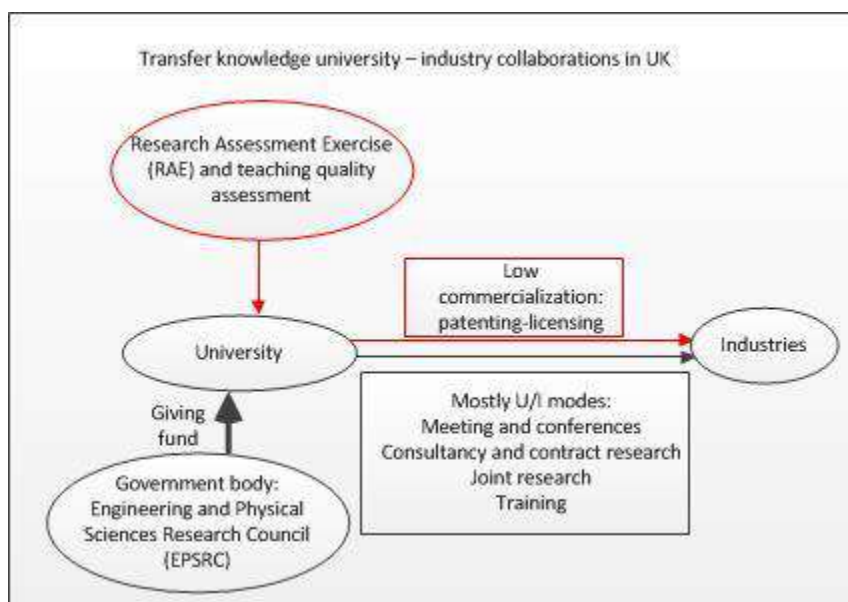 Transfer knowledge university – industry collaborations in UK
Research Assessment Exercise
(RAE) and teaching quality
assessment
Low
commercialization:
patenting-licensing
University
Industries
Giving
fund
Mostly U/I modes:
Meeting and conferences
Consultancy and contract research
Joint research
Training
Government body:
Engineering and Physical
Sciences Research Council
(EPSRC)